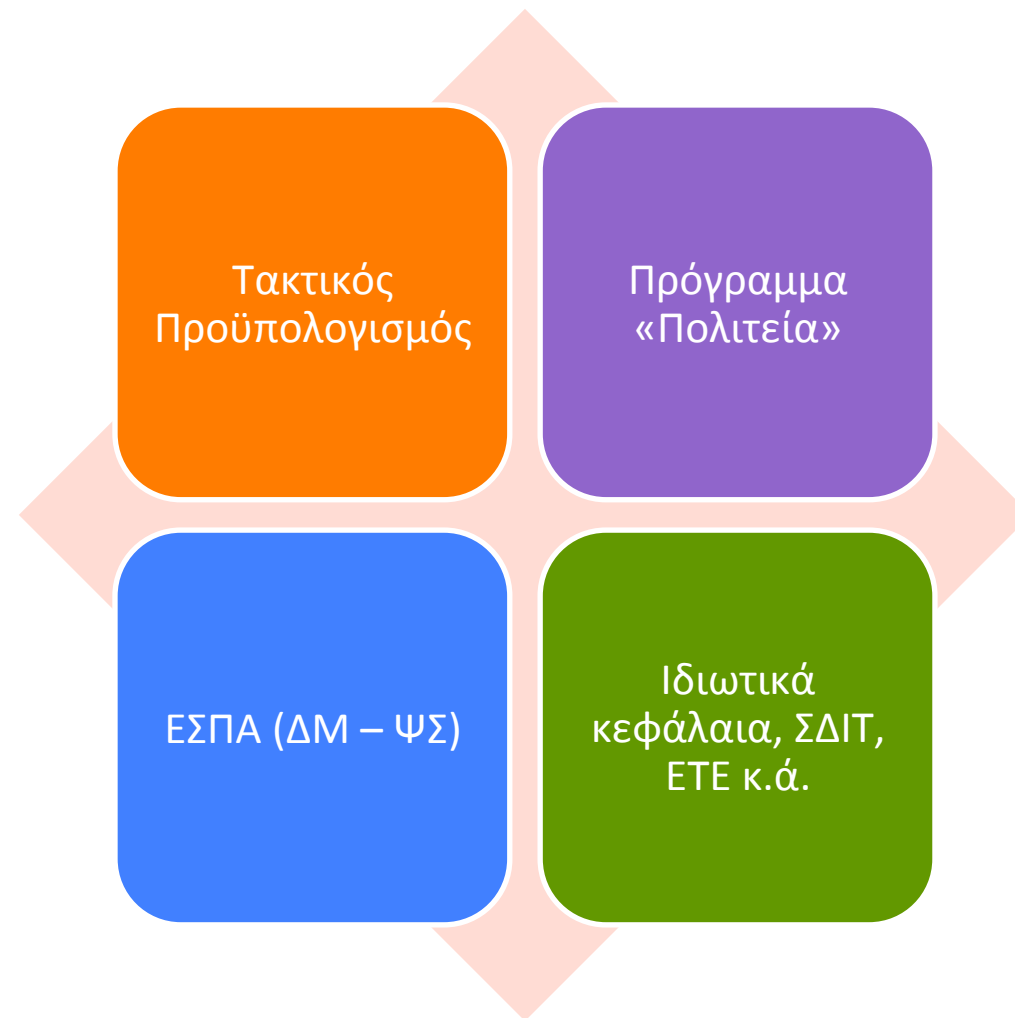 Τακτικός
Προϋπολογισμός
Πρόγραμμα
«Πολιτεία»
ΕΣΠΑ (ΔΜ – ΨΣ)
Ιδιωτικά
κεφάλαια, ΣΔΙΤ,
ΕΤΕ κ.ά.